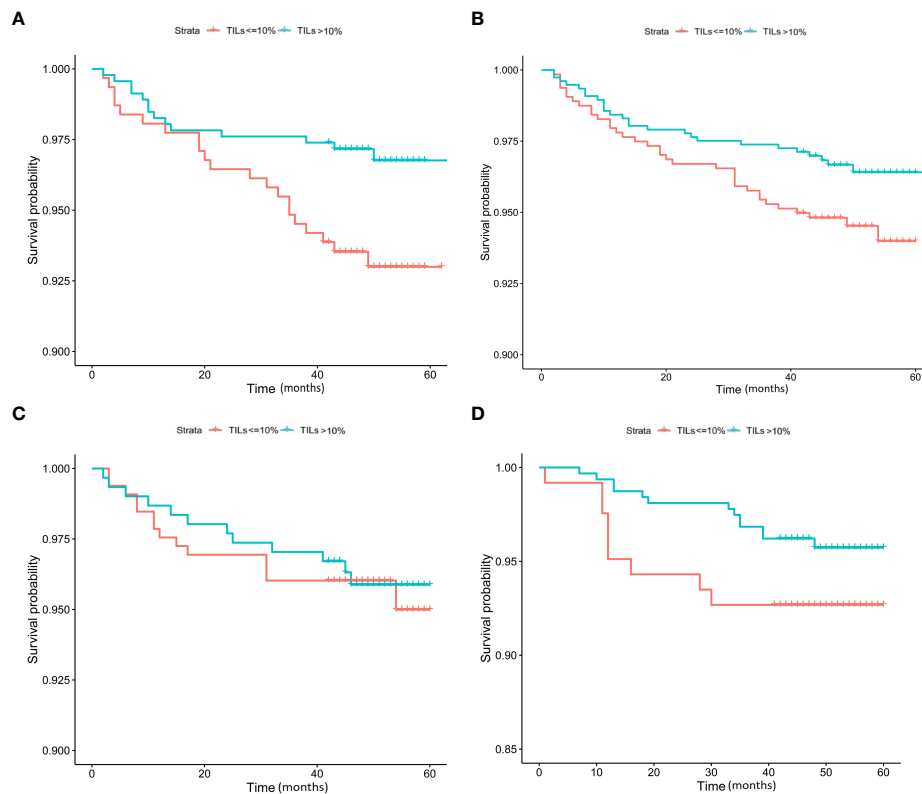 A
Strata TILs<=10% TILs>10%
1.000
0.975
0.950
0.925
0.900
Survival probability
0 20 40 60
Time (months)
B
Strata TILs<=10% TILs>10%
1.000
0.975
0.950
0.925
0.900
Survival probability
0 20 40 60
Time (months)
C
Strata TILs<=10% TILs>10%
1.000
0.975
0.950
0.925
0.900
Survival probability
0 20 40 60
Time (months)
D
Strata TILs<=10% TILs>10%
1.00
0.95
0.90
0.85
Survival probability
0 10 20 30 40 50 60
Time (months)